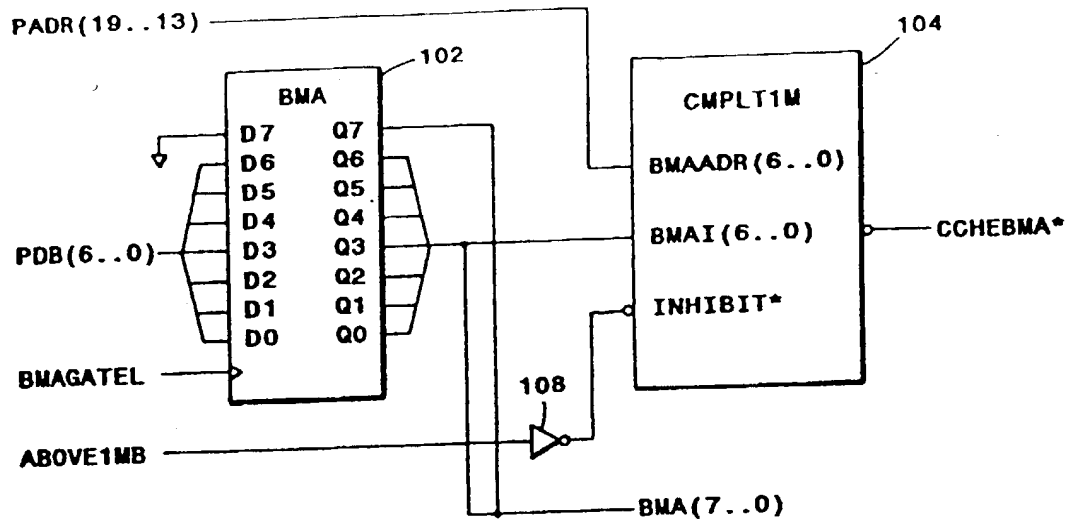 PADR(19..13)
102
104
BMA
CMPLT1M
D7 Q7
D6 Q6
D5 Q5
D4 Q4
D3 Q3
D2 Q2
D1 Q1
D0 Q0
BMAADR(6..0)
BMAI(6..0)
CCHEBMA*
PDB(6..0)
INHIBIT*
BMAGATEL
108
ABOVE1MB
BMA(7..0)